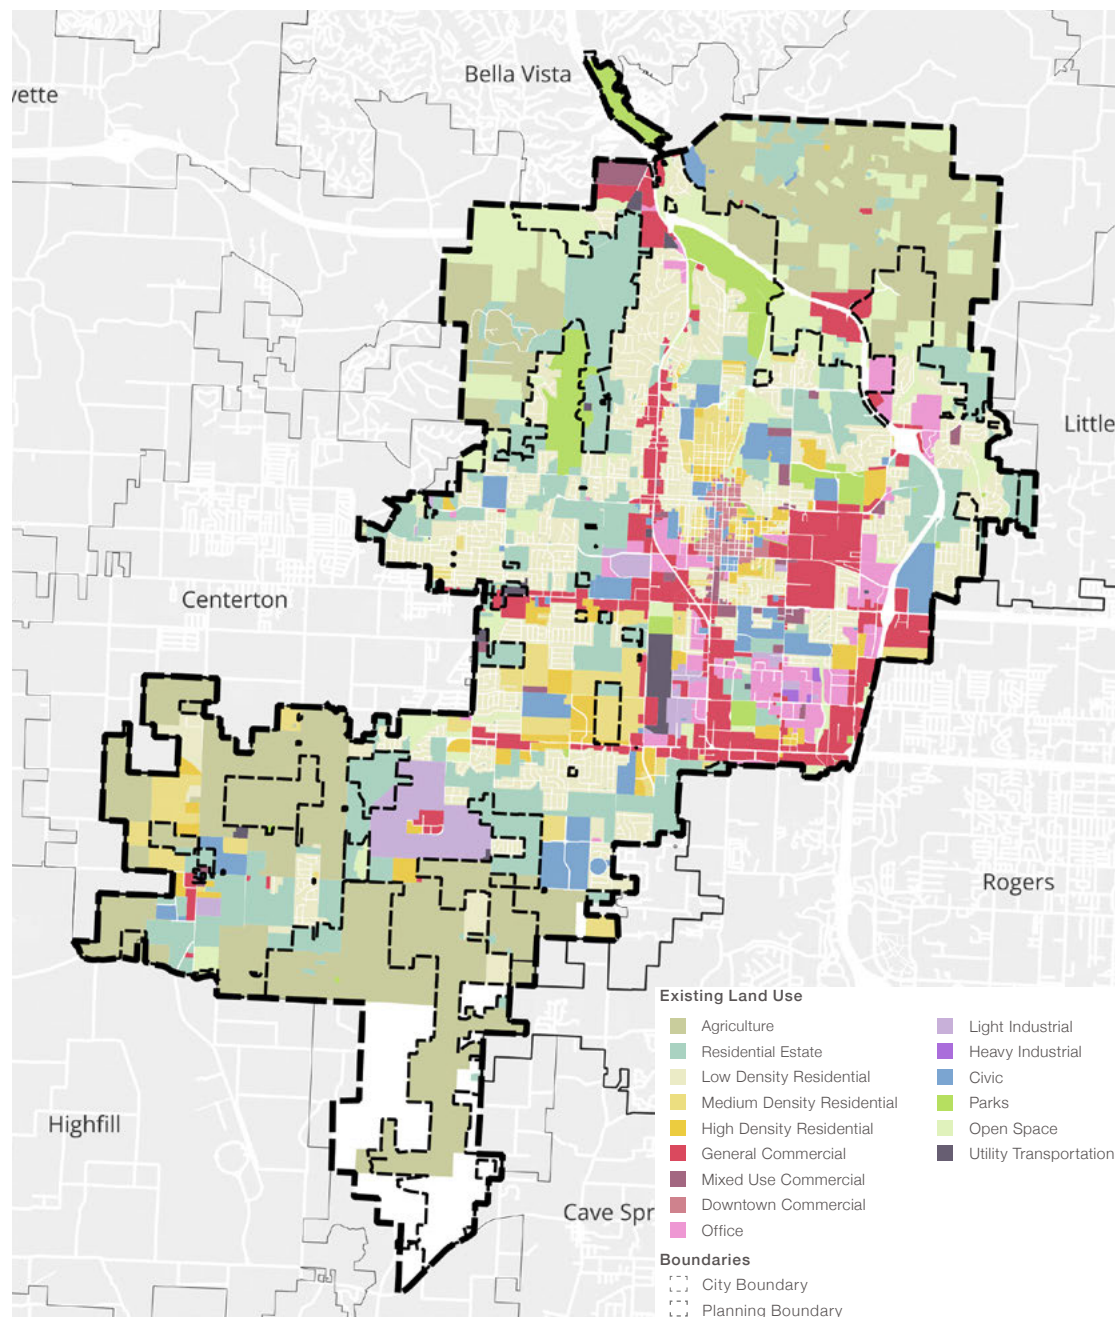 Bella Vista
vette
Little
Centerton
Rogers
Highfill
Cave Spr
Existing Land Use
Agriculture
Residential Estate
Low Density Residential
Medium Density Residential
High Density Residential
General Commercial
Mixed Use Commercial
Downtown Commercial
Office
Light Industrial
Heavy Industrial
Civic
Parks
Open Space
Utility Transportation
Boundaries
City Boundary
Planning Boundary